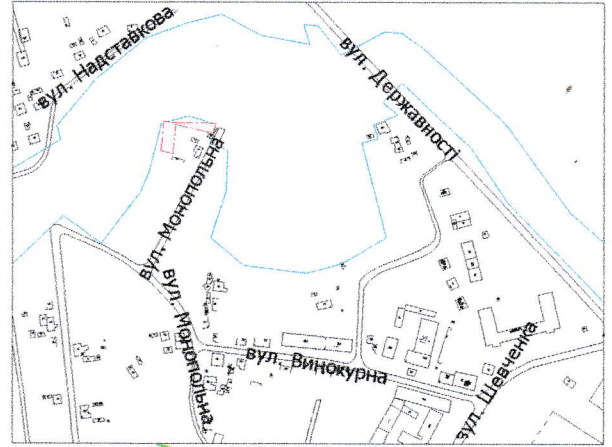 вул. Надставкова
вул. Державності
вул. Монопольна
вул. Монопольна
вул. Винокурна
вул. Шевченка